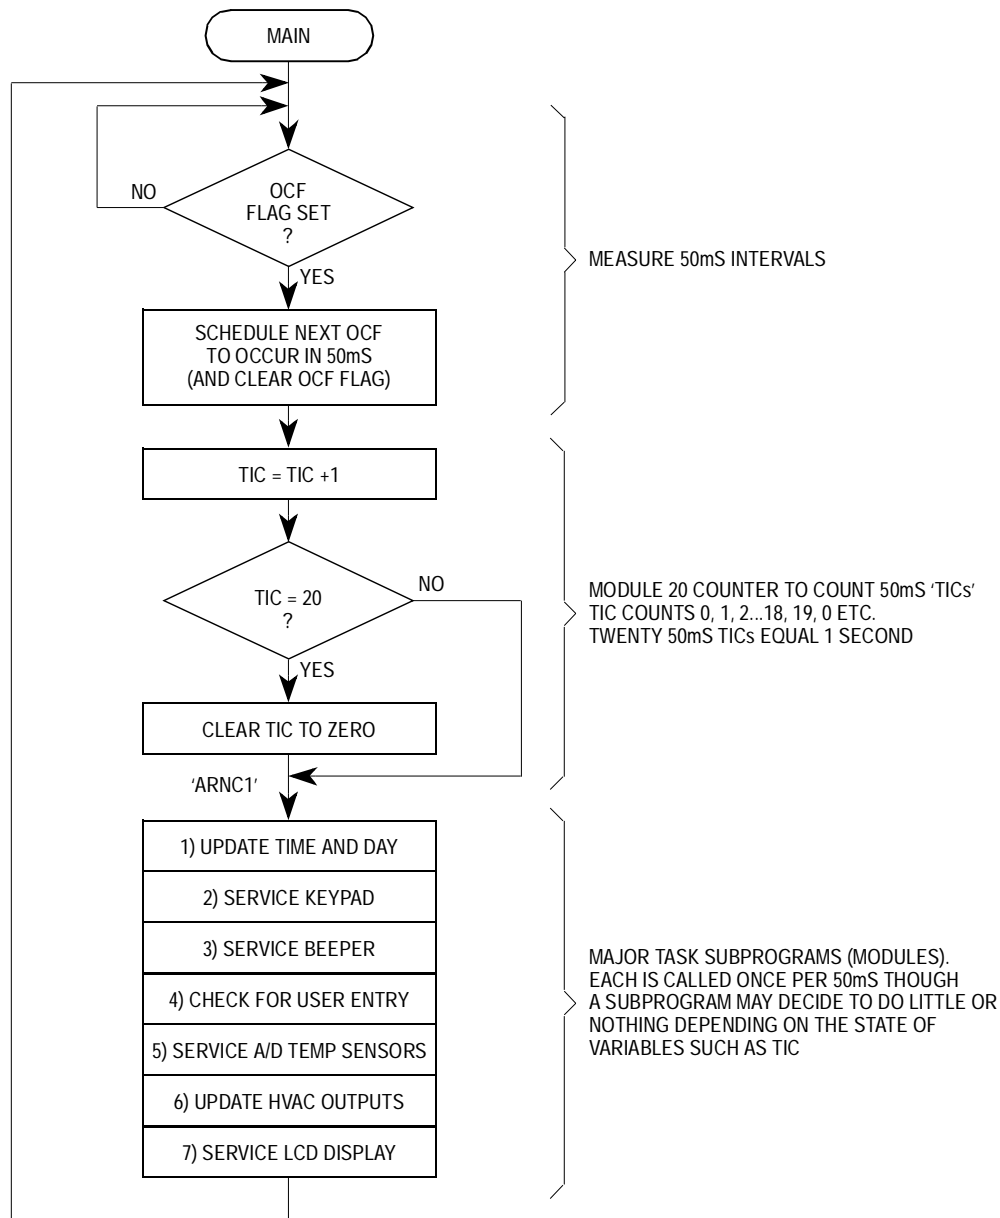 MAIN
NO
OCF
FLAG SET
?
YES
MEASURE 50mS INTERVALS
SCHEDULE NEXT OCF
TO OCCUR IN 50mS
(AND CLEAR OCF FLAG)
TIC = TIC +1
TIC = 20
?
NO
YES
MODULE 20 COUNTER TO COUNT 50mS 'TICs'
TIC COUNTS 0, 1, 2...18, 19, 0 ETC.
TWENTY 50mS TICs EQUAL 1 SECOND
CLEAR TIC TO ZERO
'ARNC1'
1) UPDATE TIME AND DAY
2) SERVICE KEYPAD
3) SERVICE BEEPER
4) CHECK FOR USER ENTRY
5) SERVICE A/D TEMP SENSORS
6) UPDATE HVAC OUTPUTS
7) SERVICE LCD DISPLAY
MAJOR TASK SUBPROGRAMS (MODULES).
EACH IS CALLED ONCE PER 50mS THOUGH
A SUBPROGRAM MAY DECIDE TO DO LITTLE OR
NOTHING DEPENDING ON THE STATE OF
VARIABLES SUCH AS TIC